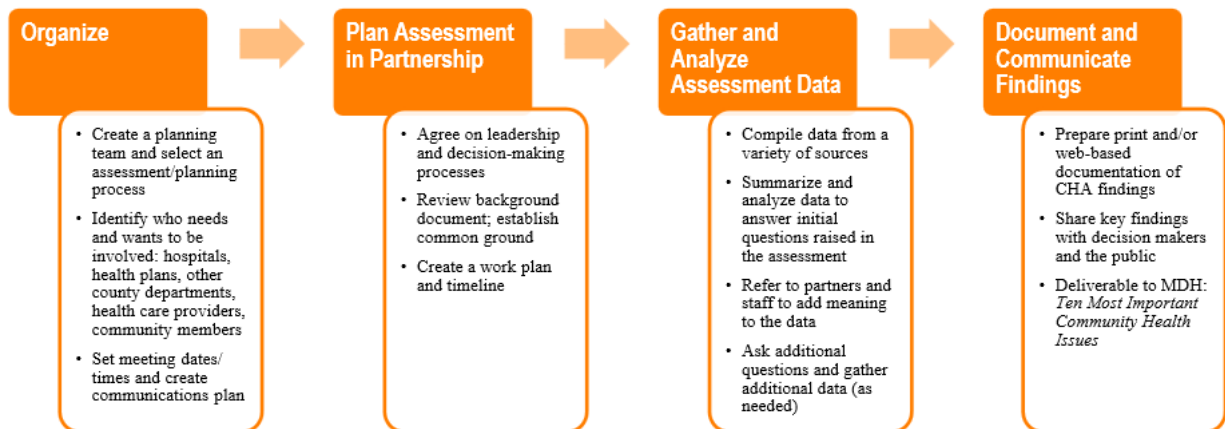 Organize
• Create a planning
team and select an
assessment/planning
process
• Identify who needs
and wants to be
involved: hospitals,
health plans, other
county departments,
health care providers,
community members
• Set meeting dates/
times and create
communications plan
Plan Assessment
in Partnership
• Agree on leadership
and decision-making
processes
• Review background
document; establish
common ground
• Create a work plan
and timeline
Gather and
Analyze
Assessment Data
• Compile data from a
variety of sources
• Summarize and
analyze data to
answer initial
questions raised in
the assessment
• Refer to partners and
staff to add meaning
to the data
• Ask additional
questions and gather
additional data (as
needed)
Document and
Communicate
Findings
• Prepare print and/or
web-based
documentation of
CHA findings
• Share key findings
with decision makers
and the public
• Deliverable to MDH:
Ten Most Important
Community Health
Issues